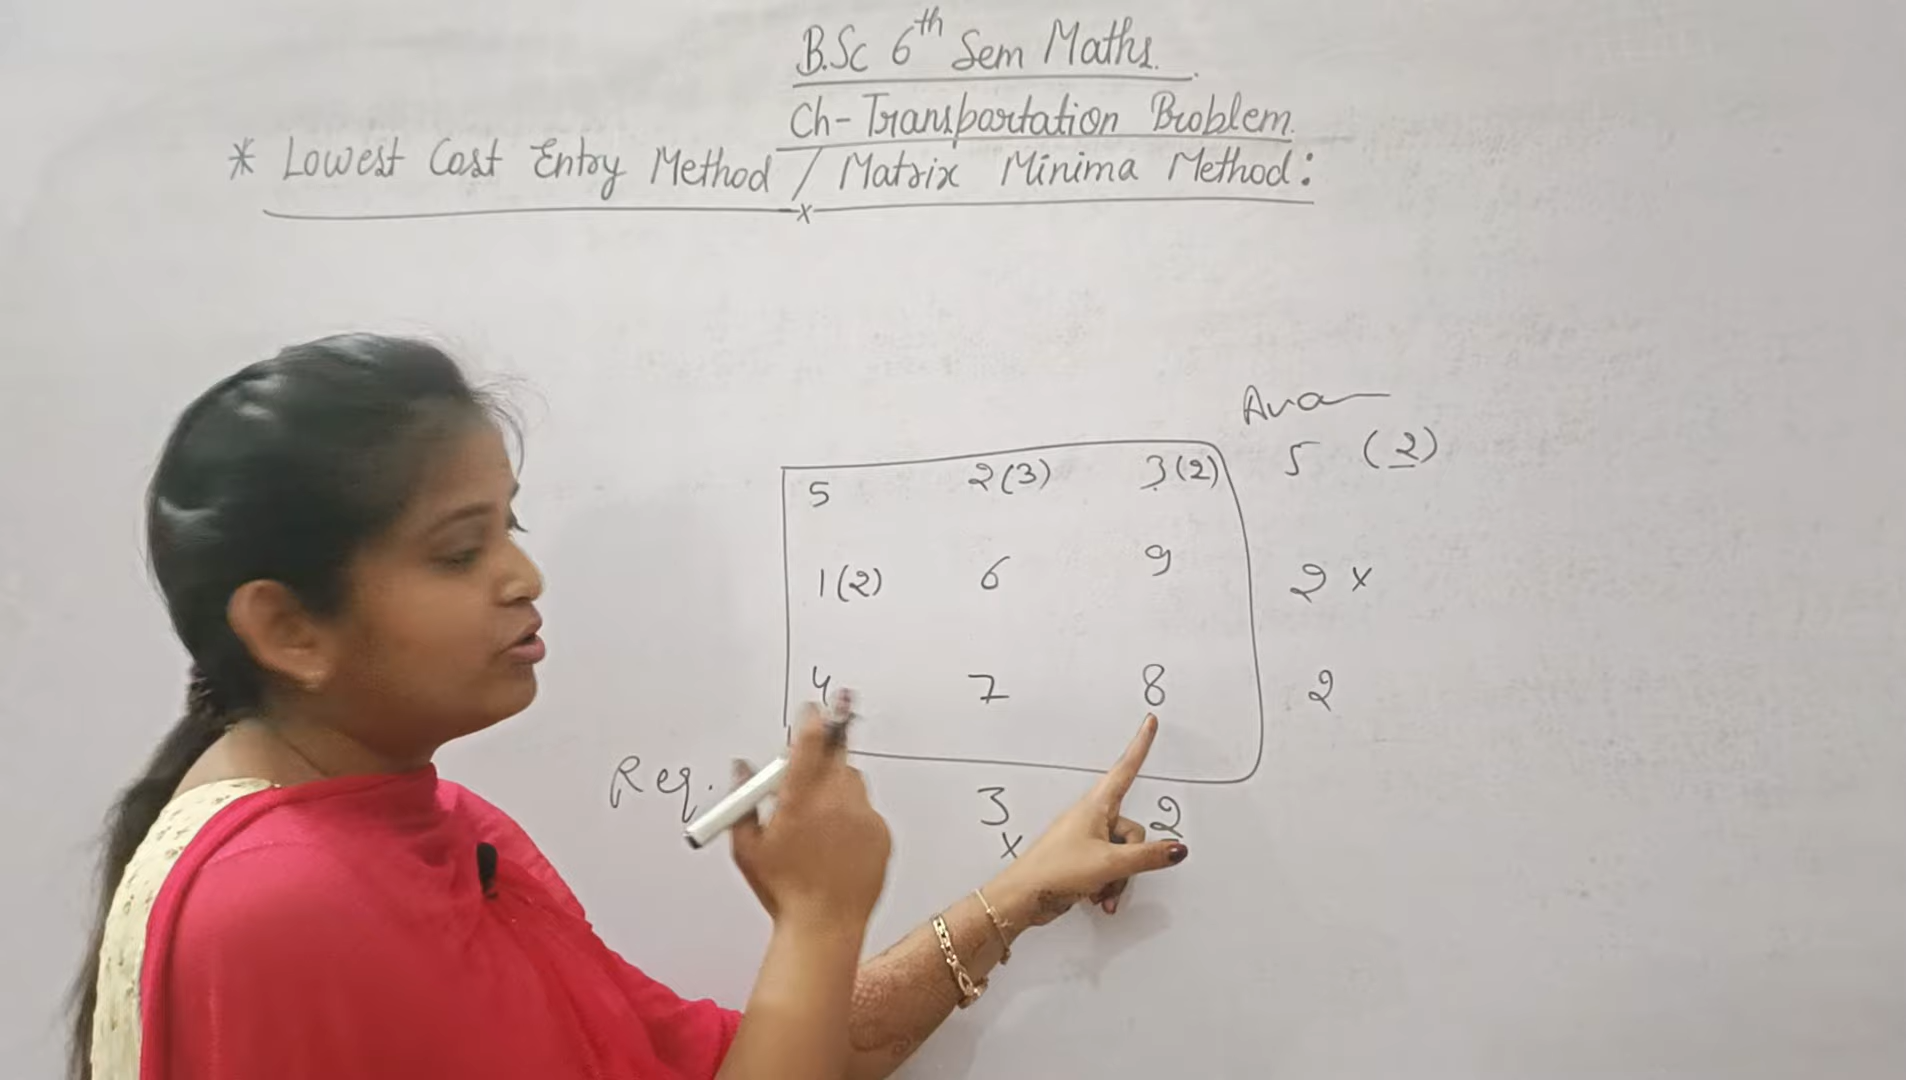 B.Sc 6th Sem Maths.
Ch- Transportation Problem.
* Lowest Cost Entry Method / Matrix Minima Method:
x
Ava
5 2(3) 3(2) 5 (2)
1(2) 6 9 2 x
4 7 8 2
Req. 3 2
x